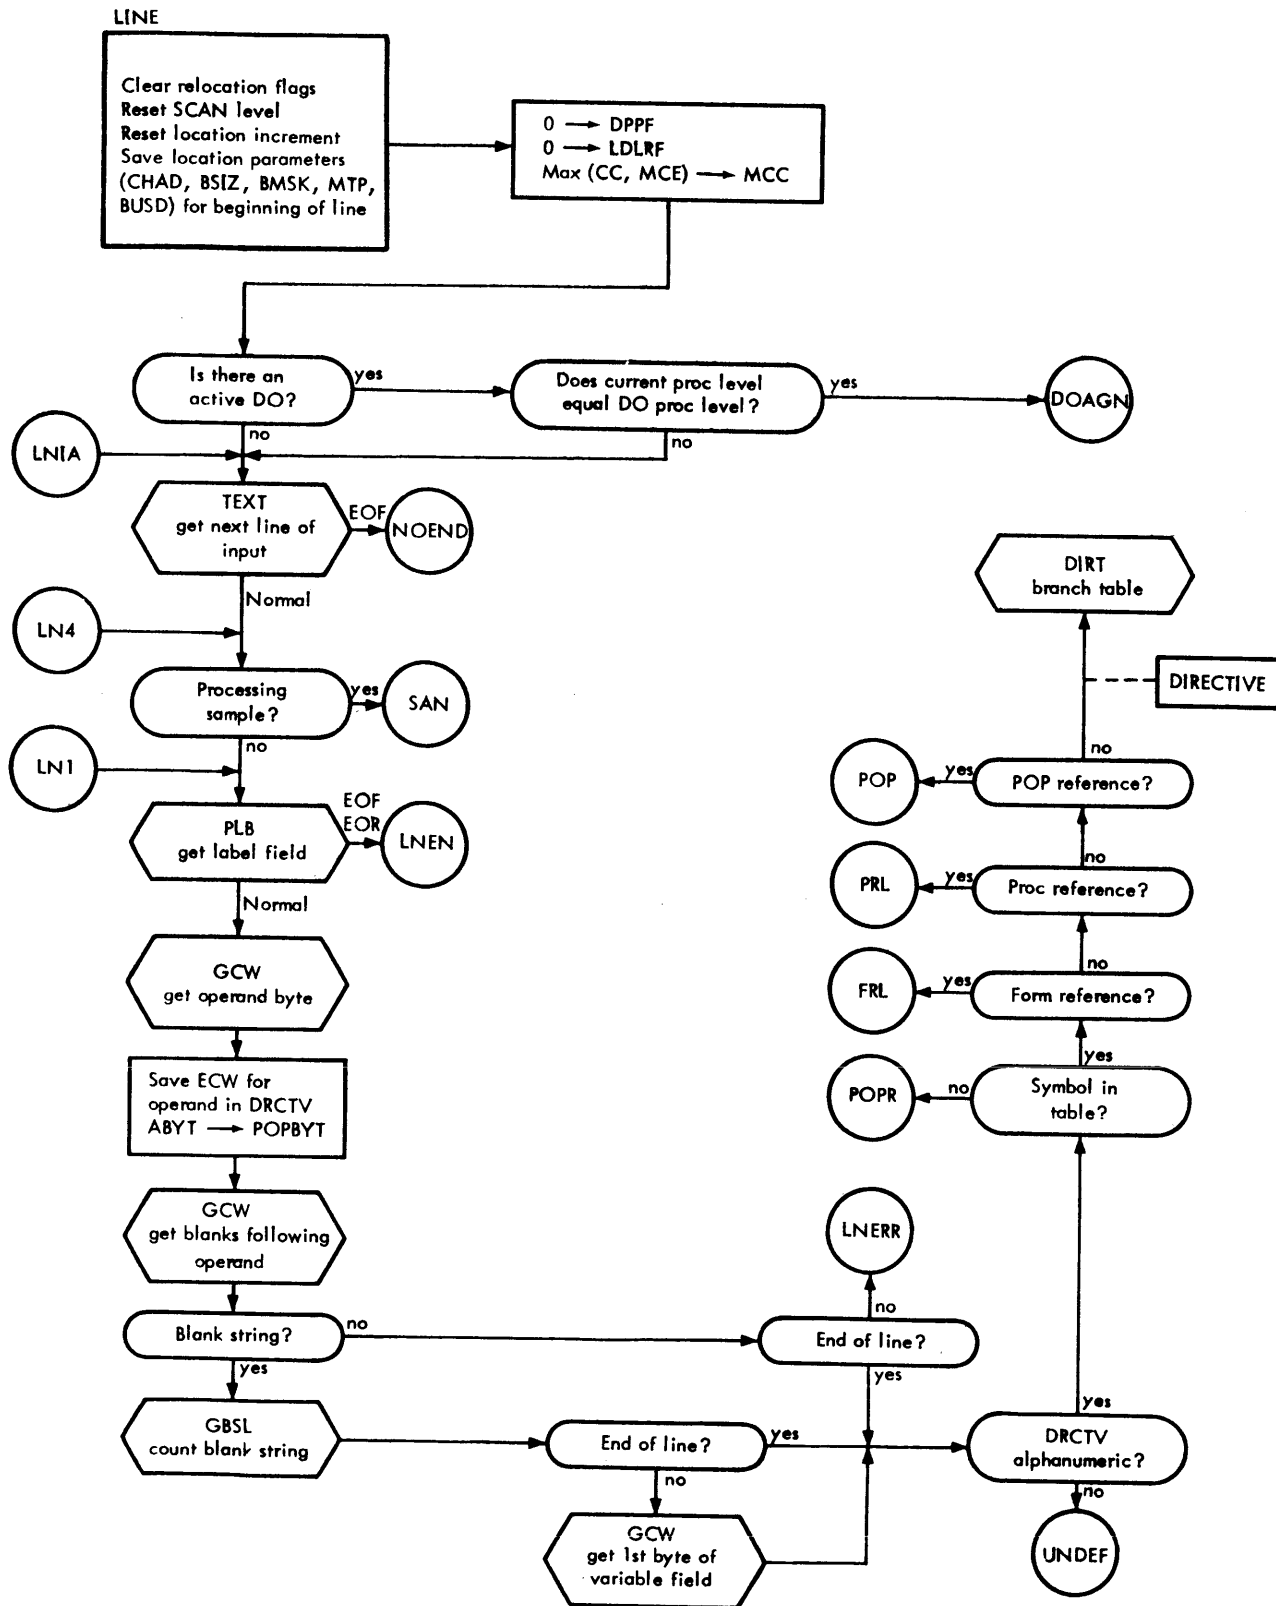 LINE
Clear relocation flags
Reset SCAN level
Reset location increment
Save location parameters
(CHAD, BSIZ, BMSK, MTP,
BUSD) for beginning of line
0 → DPPF
0 → LDLRF
Max (CC, MCE) → MCC
Is there an
active DO?
yes
no
Does current proc level
equal DO proc level?
yes
no
DOAGN
LN1A
TEXT
get next line of
input
EOF
NOEND
Normal
LN4
Processing
sample?
yes
SAN
no
LN1
PLB
get label field
EOF
EOR
LNEN
Normal
GCW
get operand byte
Save ECW for
operand in DRCTV
ABYT → POPBYT
GCW
get blanks following
operand
Blank string?
no
yes
End of line?
no
LNERR
yes
GBSL
count blank string
End of line?
yes
no
GCW
get 1st byte of
variable field
DRCTV
alphanumeric?
no
UNDEF
yes
Symbol in
table?
no
POPR
yes
Form reference?
yes
FRL
no
Proc reference?
yes
PRL
no
POP reference?
yes
POP
no
DIRECTIVE
DIRT
branch table